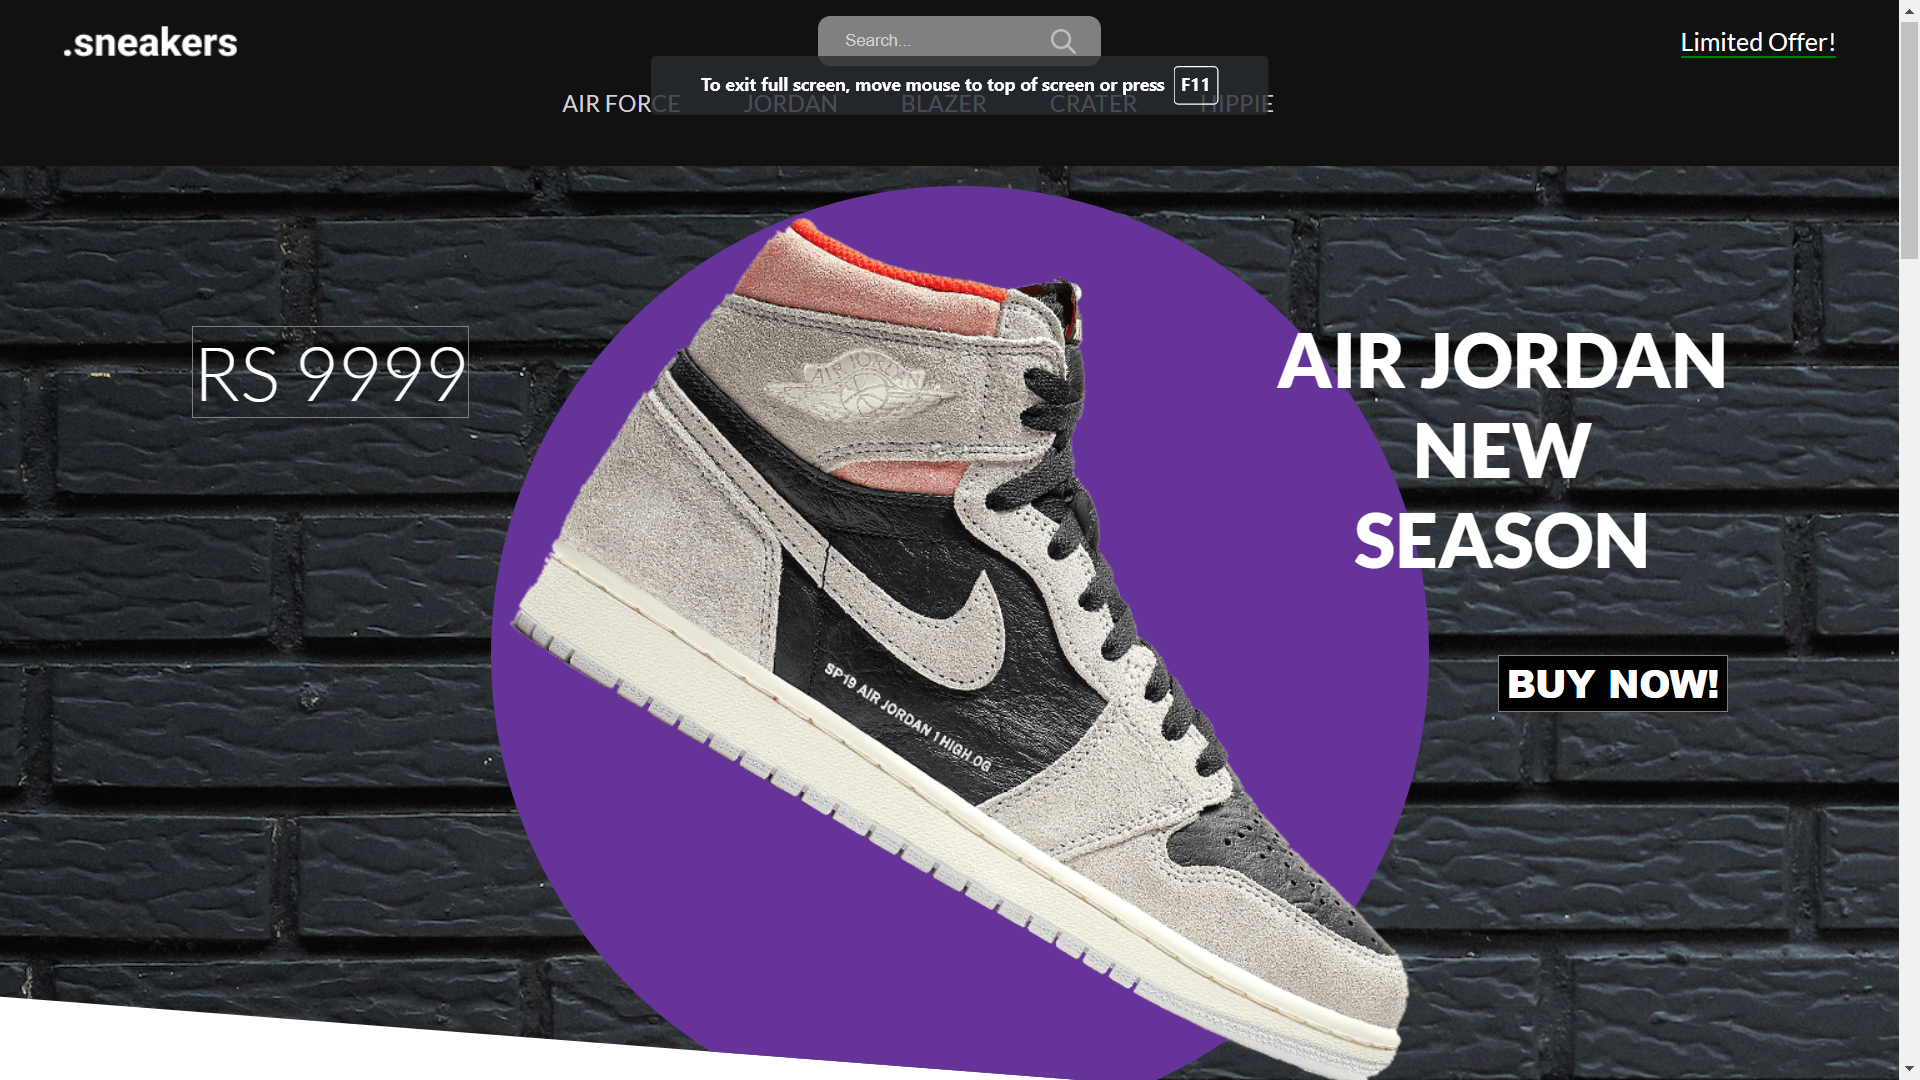 .sneakers
Search...
Limited Offer!
To exit full screen, move mouse to top of screen or press F11
AIR FORCE JORDAN BLAZER CRATER HIPPIE
RS 9999
AIR JORDAN
NEW
SEASON
AIR JORDAN
BUY NOW!
SP19 AIR JORDAN 1 HIGH OG